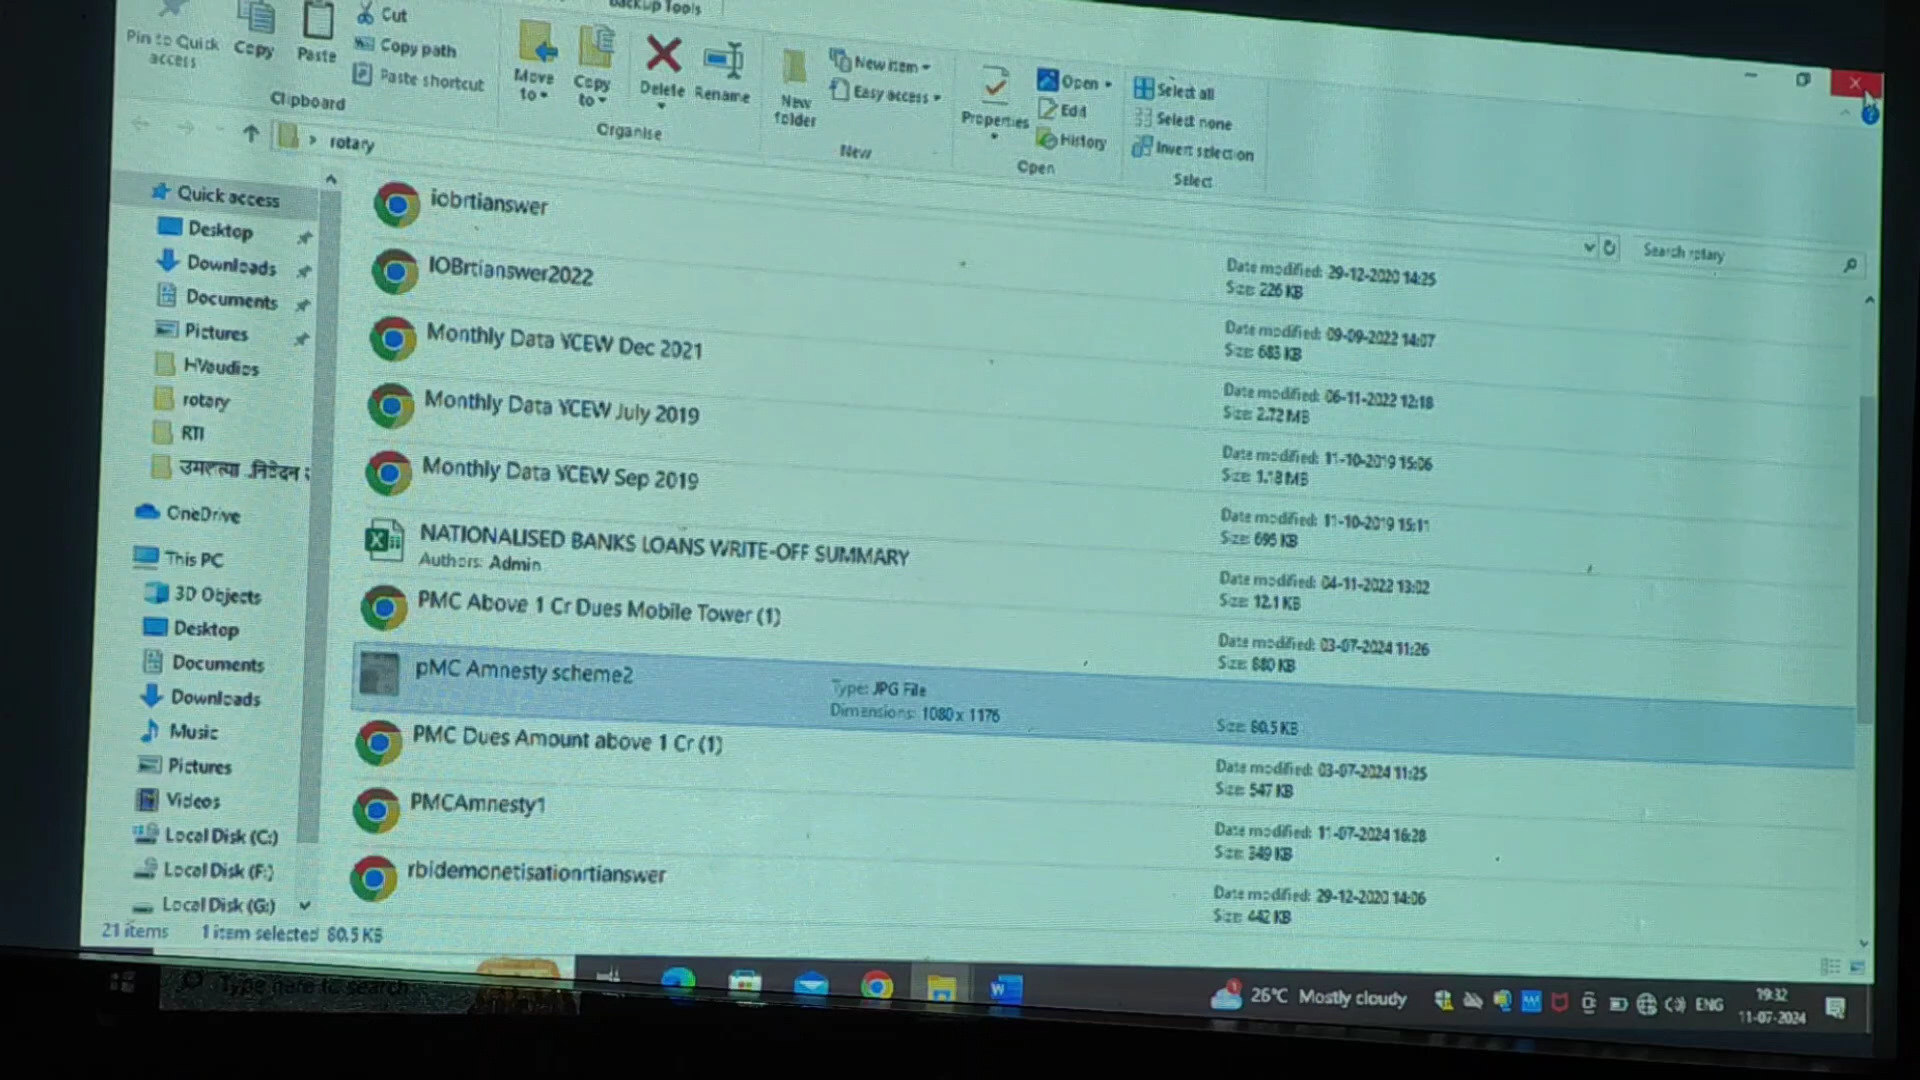 Backup Tools
Pin to Quick access
Copy
Paste
Cut
Copy path
Paste shortcut
Clipboard
Move to
Copy to
Delete
Rename
Organise
New folder
New item
Easy access
New
Properties
Open
Edit
History
Open
Select all
Select none
Invert selection
Select
rotary
Search rotary
Quick access
Desktop
Downloads
Documents
Pictures
HVaudios
rotary
RTI
OneDrive
This PC
3D Objects
Desktop
Documents
Downloads
Music
Pictures
Videos
Local Disk (C:)
Local Disk (F:)
Local Disk (G:)
iobrtianswer
Date modified: 29-12-2020 14:25
Size: 226 KB
IOBrtianswer2022
Date modified: 09-09-2022 14:07
Size: 683 KB
Monthly Data YCEW Dec 2021
Date modified: 06-11-2022 12:18
Size: 2.72 MB
Monthly Data YCEW July 2019
Date modified: 11-10-2019 15:06
Size: 1.18 MB
Monthly Data YCEW Sep 2019
Date modified: 11-10-2019 15:11
Size: 695 KB
NATIONALISED BANKS LOANS WRITE-OFF SUMMARY
Authors: Admin
Date modified: 04-11-2022 13:02
Size: 12.1 KB
PMC Above 1 Cr Dues Mobile Tower (1)
Date modified: 03-07-2024 11:26
Size: 880 KB
pMC Amnesty scheme2
Type: JPG File
Dimensions: 1080 x 1176
Size: 80.5 KB
PMC Dues Amount above 1 Cr (1)
Date modified: 03-07-2024 11:25
Size: 547 KB
PMCAmnesty1
Date modified: 11-07-2024 16:28
Size: 349 KB
rbidemonetisationrtianswer
Date modified: 29-12-2020 14:06
Size: 442 KB
21 items 1 item selected 80.5 KB
Type here to search
26°C Mostly cloudy
ENG
19:32
11-07-2024